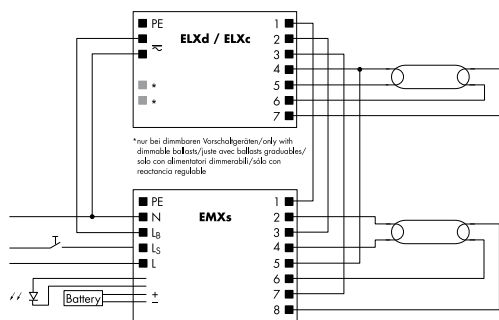 PE
ELXd / ELXc
*
*
1
2
3
4
5
6
7
*nur bei dimmbaren Vorschaltgeräten/only with
dimmable ballasts/juste avec ballasts graduables/
solo con alimentatori dimmerabili/sólo con
reactancia regulable
PE
N
LB
LS
L
EMXs
1
2
3
4
5
6
7
8
Battery
+
–